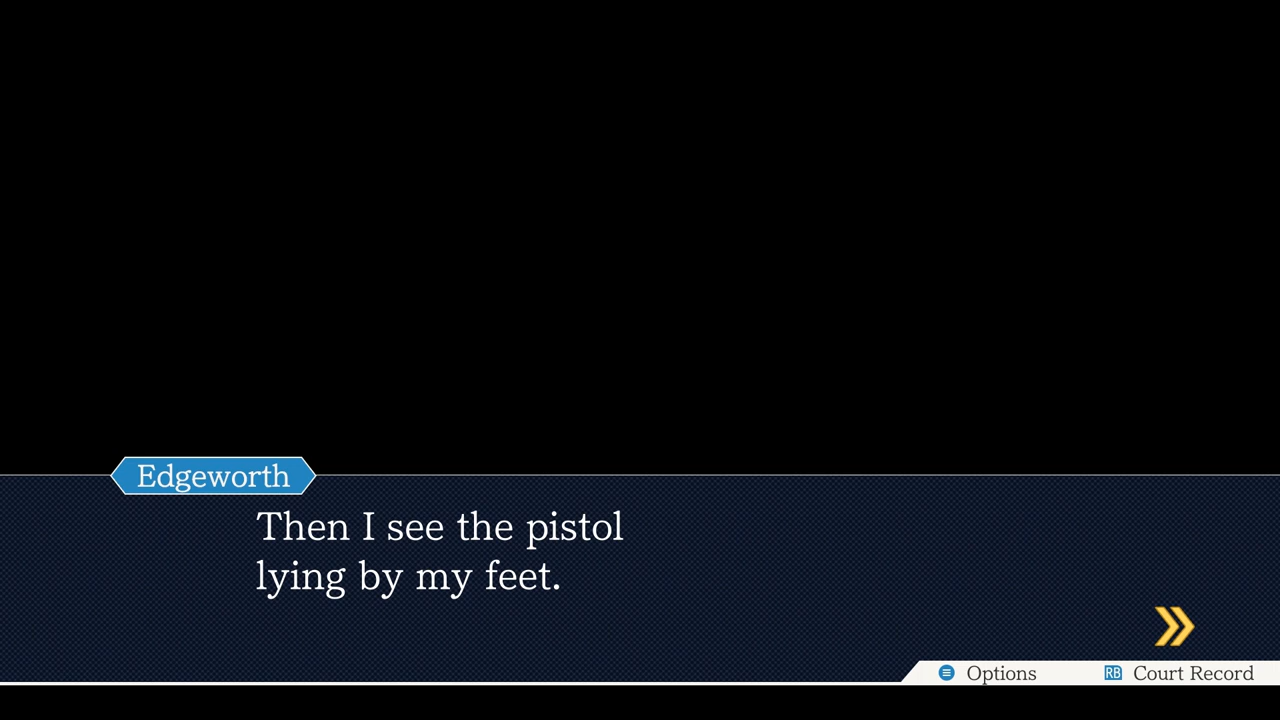 Edgeworth
Then I see the pistol
lying by my feet.
Options
RB Court Record